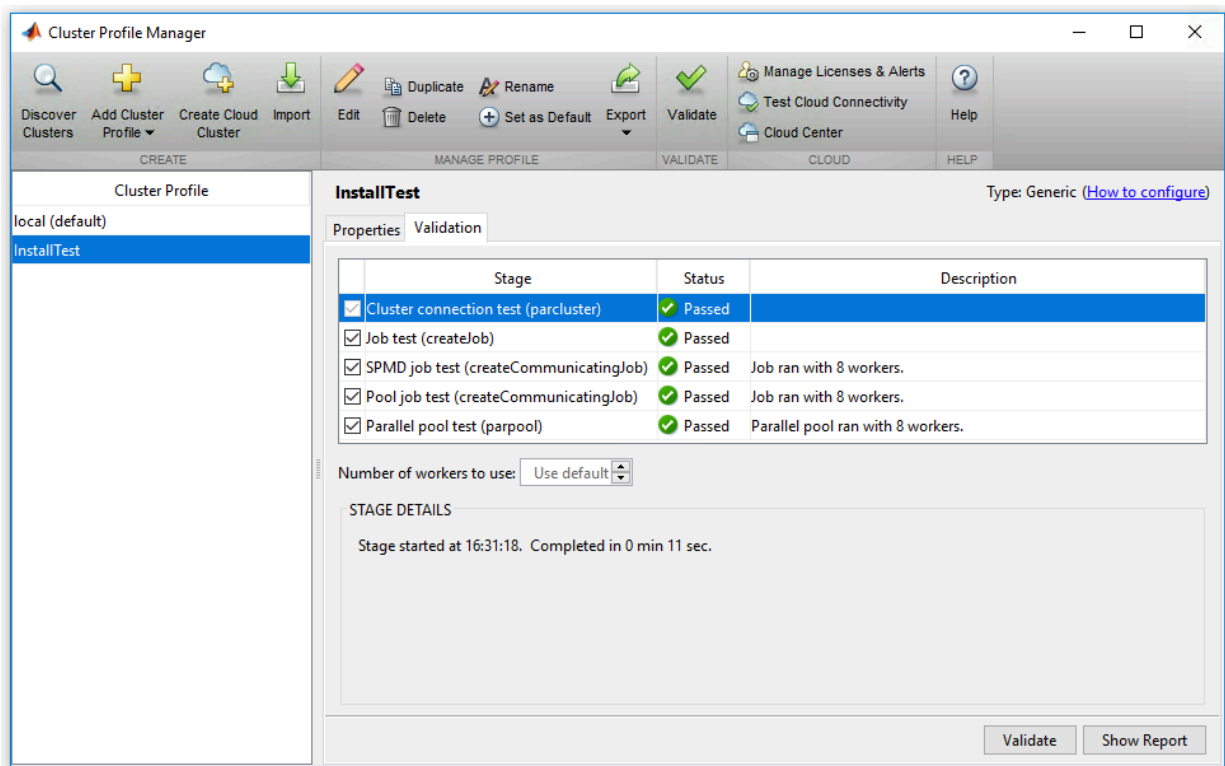 Cluster Profile Manager
Discover Clusters
Add Cluster Profile
Create Cloud Cluster
Import
CREATE
Edit
Duplicate
Delete
Rename
Set as Default
Export
MANAGE PROFILE
Validate
VALIDATE
Manage Licenses & Alerts
Test Cloud Connectivity
Cloud Center
CLOUD
Help
HELP
Cluster Profile
local (default)
InstallTest
InstallTest
Type: Generic (How to configure)
Properties Validation
Stage Status Description
Cluster connection test (parcluster) Passed
Job test (createJob) Passed
SPMD job test (createCommunicatingJob) Passed Job ran with 8 workers.
Pool job test (createCommunicatingJob) Passed Job ran with 8 workers.
Parallel pool test (parpool) Passed Parallel pool ran with 8 workers.
Number of workers to use: Use default
STAGE DETAILS
Stage started at 16:31:18. Completed in 0 min 11 sec.
Validate Show Report